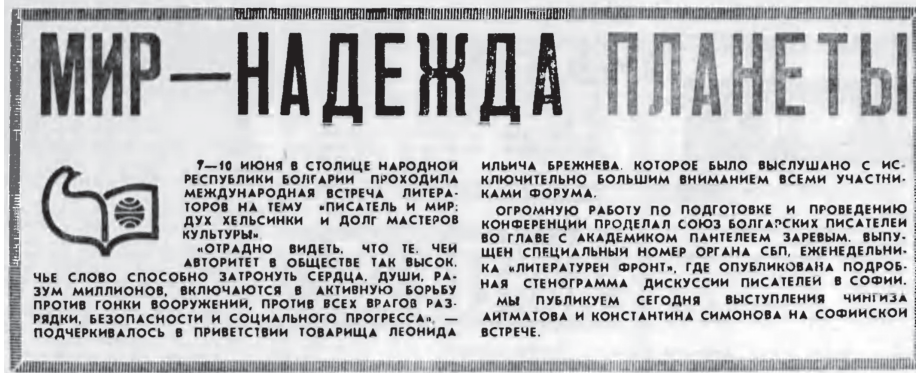 МИР—НАДЕЖДА ПЛАНЕТЫ
7—10 ИЮНЯ В СТОЛИЦЕ НАРОДНОЙ
РЕСПУБЛИКИ БОЛГАРИИ ПРОХОДИЛА
МЕЖДУНАРОДНАЯ ВСТРЕЧА ЛИТЕРА-
ТОРОВ НА ТЕМУ «ПИСАТЕЛЬ И МИР:
ДУХ ХЕЛЬСИНКИ И ДОЛГ МАСТЕРОВ
КУЛЬТУРЫ».
«ОТРАДНО ВИДЕТЬ, ЧТО ТЕ, ЧЕЙ
АВТОРИТЕТ В ОБЩЕСТВЕ ТАК ВЫСОК,
ЧЬЕ СЛОВО СПОСОБНО ЗАТРОНУТЬ СЕРДЦА, ДУШИ, РА-
ЗУМ МИЛЛИОНОВ, ВКЛЮЧАЮТСЯ В АКТИВНУЮ БОРЬБУ
ПРОТИВ ГОНКИ ВООРУЖЕНИЙ, ПРОТИВ ВСЕХ ВРАГОВ РАЗ-
РЯДКИ, БЕЗОПАСНОСТИ И СОЦИАЛЬНОГО ПРОГРЕССА», —
ПОДЧЕРКИВАЛОСЬ В ПРИВЕТСТВИИ ТОВАРИЩА ЛЕОНИДА
ИЛЬИЧА БРЕЖНЕВА, КОТОРОЕ БЫЛО ВЫСЛУШАНО С ИС-
КЛЮЧИТЕЛЬНО БОЛЬШИМ ВНИМАНИЕМ ВСЕМИ УЧАСТНИ-
КАМИ ФОРУМА.
ОГРОМНУЮ РАБОТУ ПО ПОДГОТОВКЕ И ПРОВЕДЕНИЮ
КОНФЕРЕНЦИИ ПРОДЕЛАЛ СОЮЗ БОЛГАРСКИХ ПИСАТЕЛЕЙ
ВО ГЛАВЕ С АКАДЕМИКОМ ПАНТЕЛЕЕМ ЗАРЕВЫМ. ВЫПУ-
ЩЕН СПЕЦИАЛЬНЫЙ НОМЕР ОРГАНА СБП, ЕЖЕНЕДЕЛЬНИ-
КА «ЛИТЕРАТУРЕН ФРОНТ», ГДЕ ОПУБЛИКОВАНА ПОДРОБ-
НАЯ СТЕНОГРАММА ДИСКУССИИ ПИСАТЕЛЕЙ В СОФИИ.
МЫ ПУБЛИКУЕМ СЕГОДНЯ ВЫСТУПЛЕНИЯ ЧИНГИЗА
АЙТМАТОВА И КОНСТАНТИНА СИМОНОВА НА СОФИЙСКОЙ
ВСТРЕЧЕ.